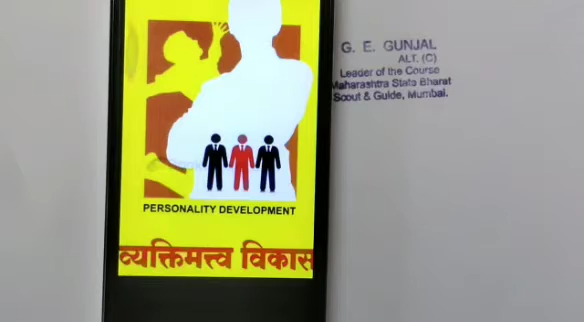 G. E. GUNJAL
ALT. (C)
Leader of the Course
Maharashtra State Bharat
Scout & Guide, Mumbai.
PERSONALITY DEVELOPMENT
व्यक्तिमत्त्व विकास